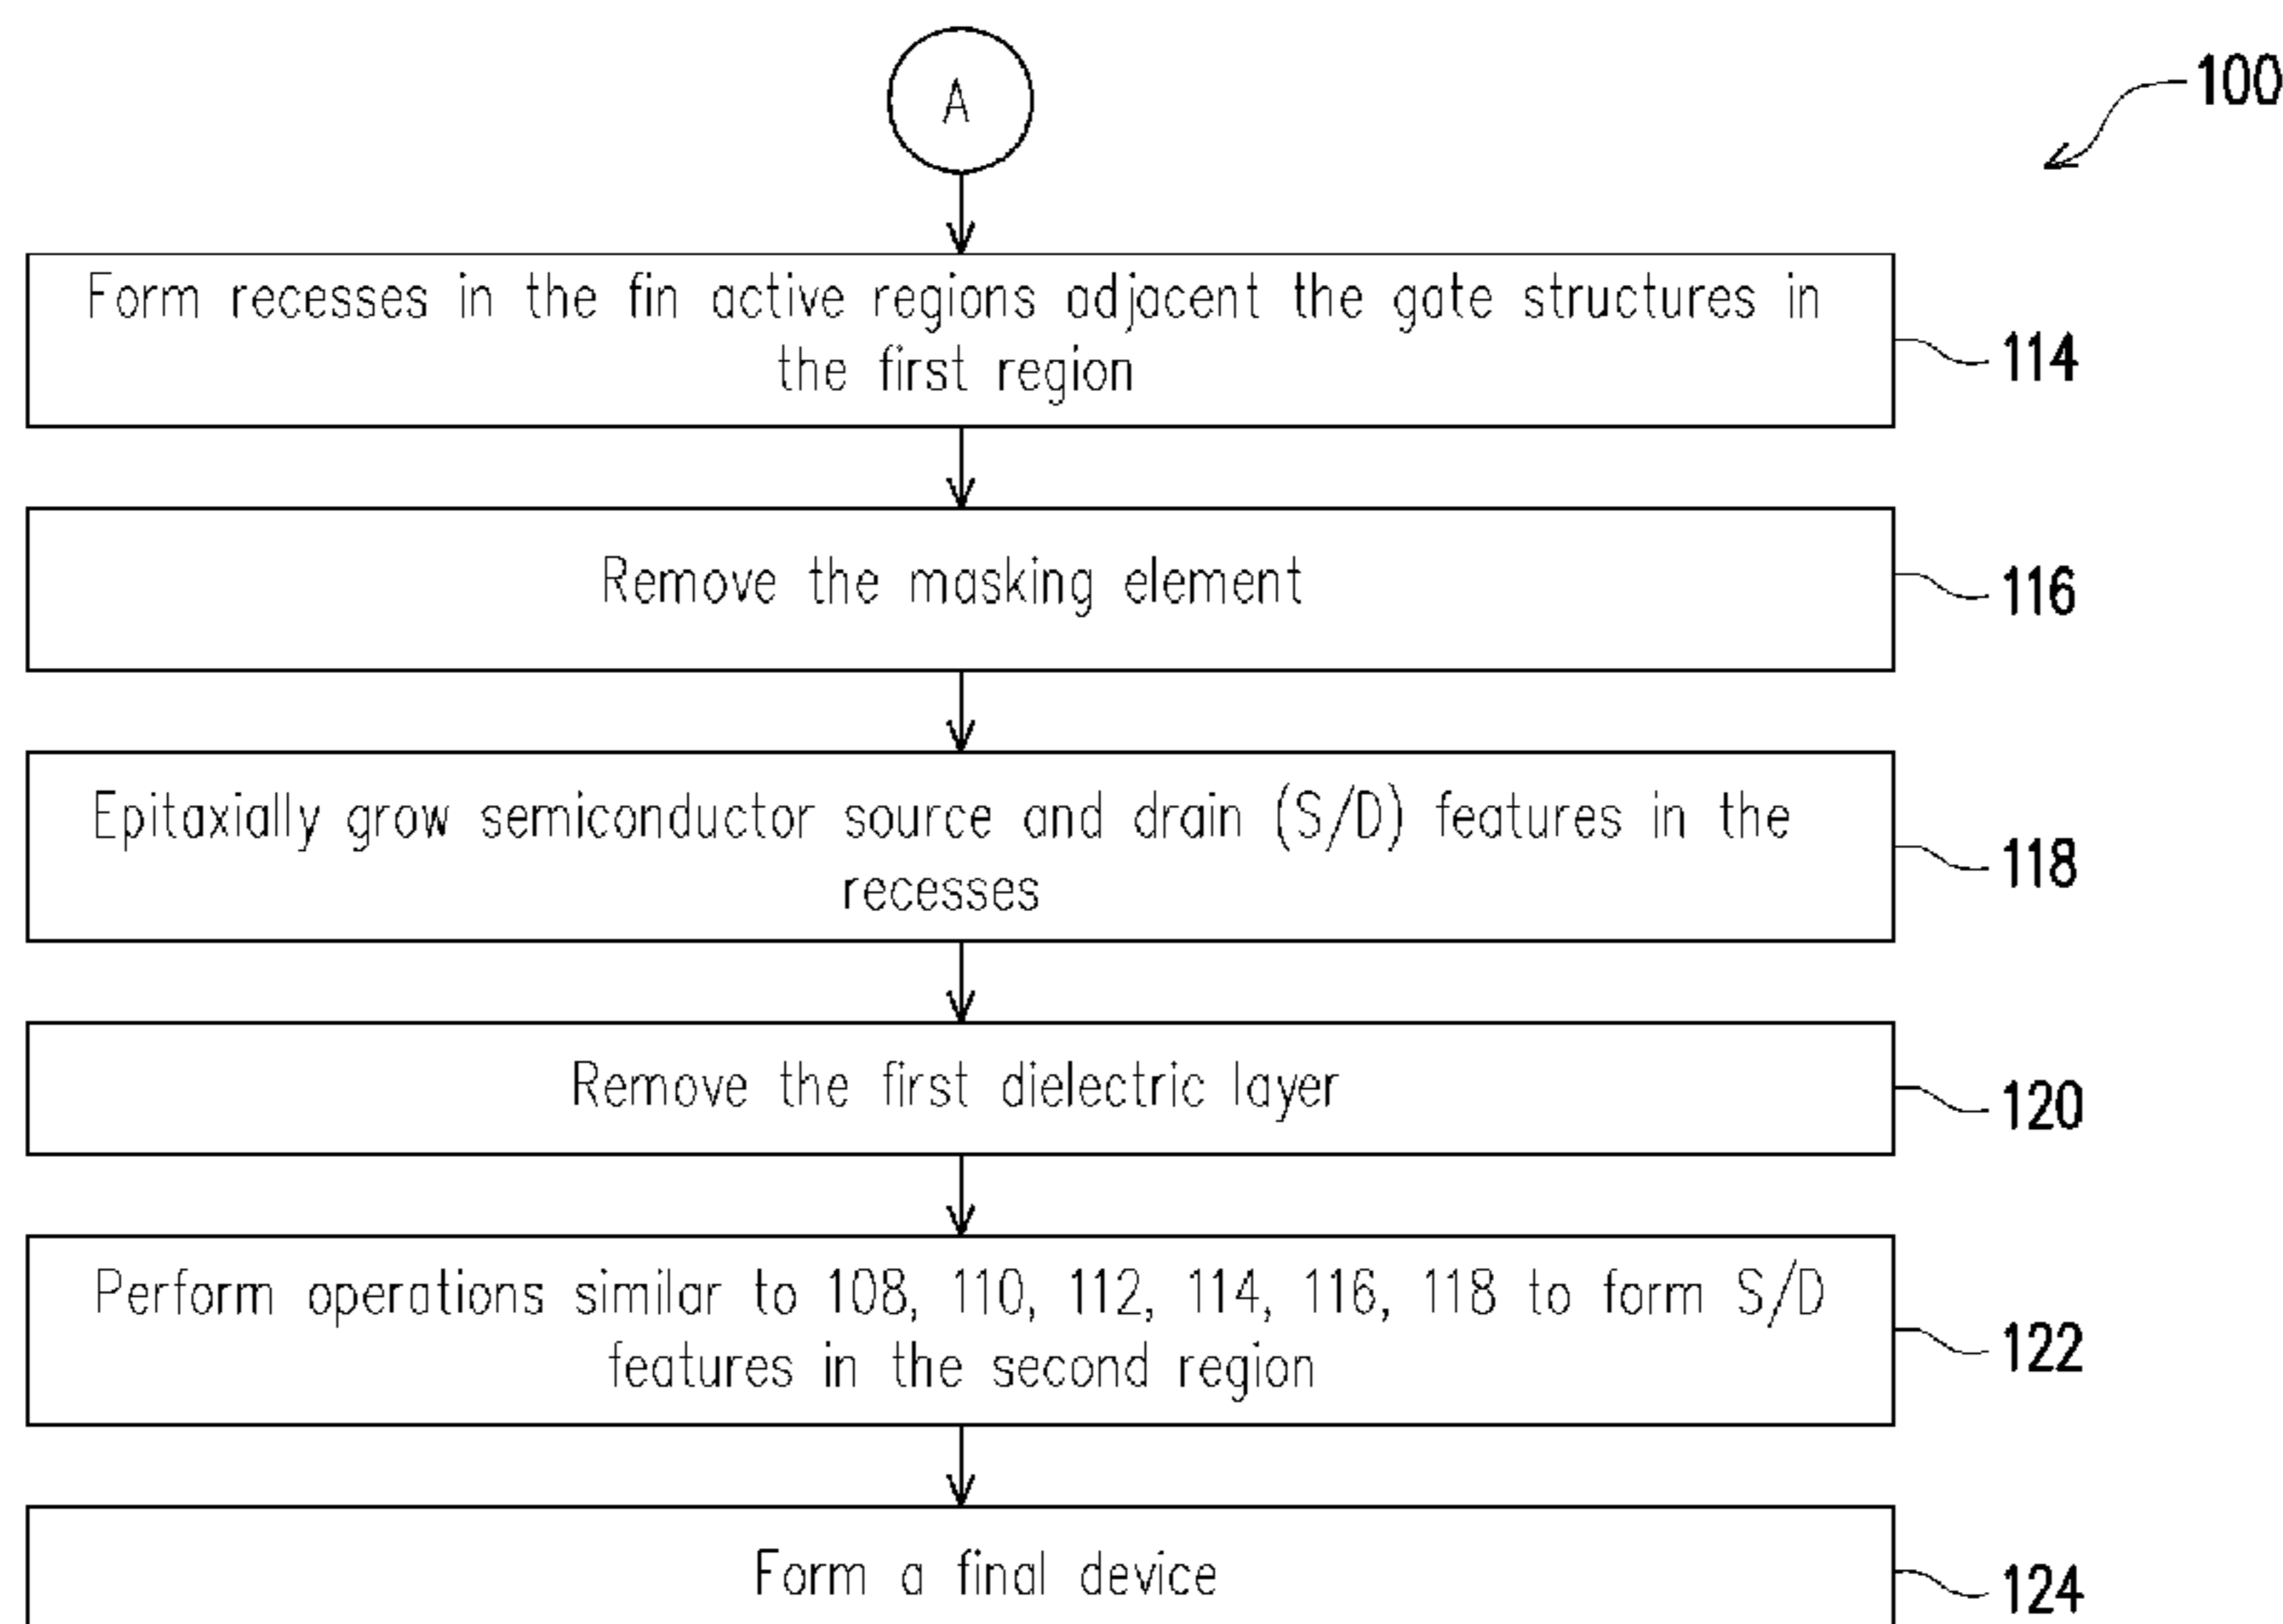 A
100
Form recesses in the fin active regions adjacent the gate structures in
the first region
114
Remove the masking element
116
Epitaxially grow semiconductor source and drain (S/D) features in the
recesses
118
Remove the first dielectric layer
120
Perform operations similar to 108, 110, 112, 114, 116, 118 to form S/D
features in the second region
122
Form a final device
124